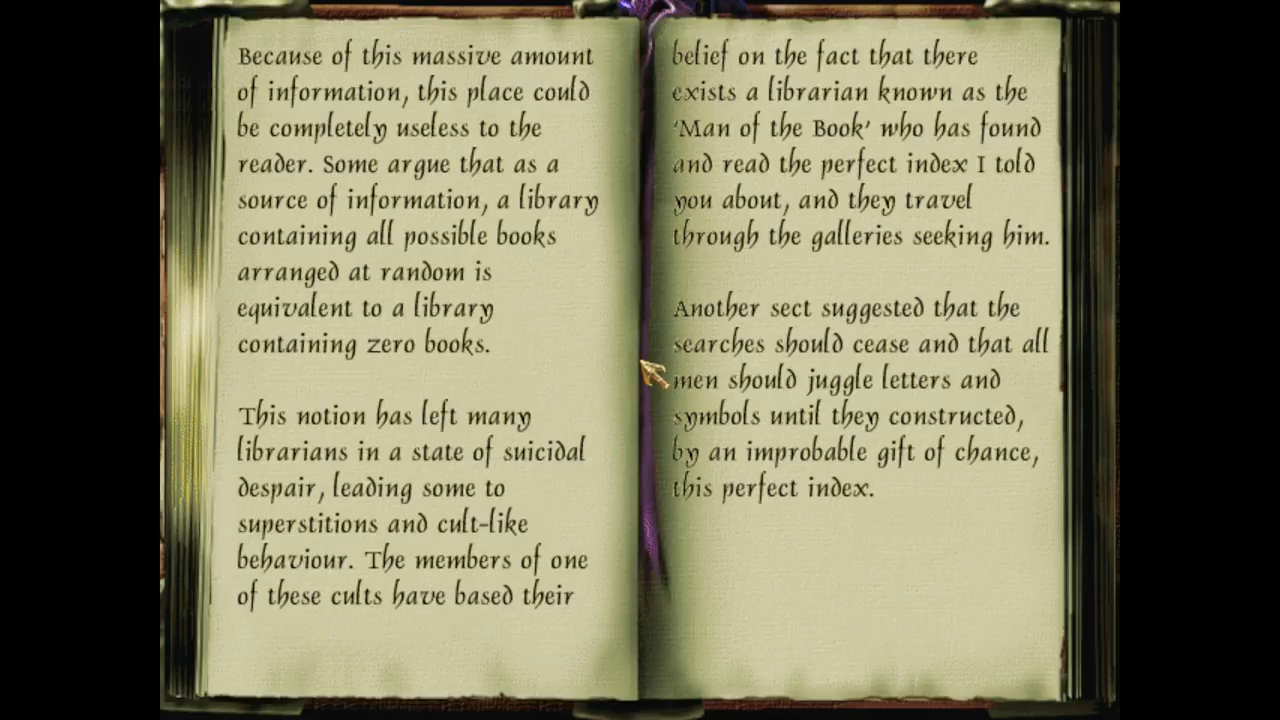 Because of this massive amount
of information, this place could
be completely useless to the
reader. Some argue that as a
source of information, a library
containing all possible books
arranged at random is
equivalent to a library
containing zero books.
This notion has left many
librarians in a state of suicidal
despair, leading some to
superstitions and cult-like
behaviour. The members of one
of these cults have based their
belief on the fact that there
exists a librarian known as the
'Man of the Book' who has found
and read the perfect index I told
you about, and they travel
through the galleries seeking him.
Another sect suggested that the
searches should cease and that all
men should juggle letters and
symbols until they constructed,
by an improbable gift of chance,
this perfect index.